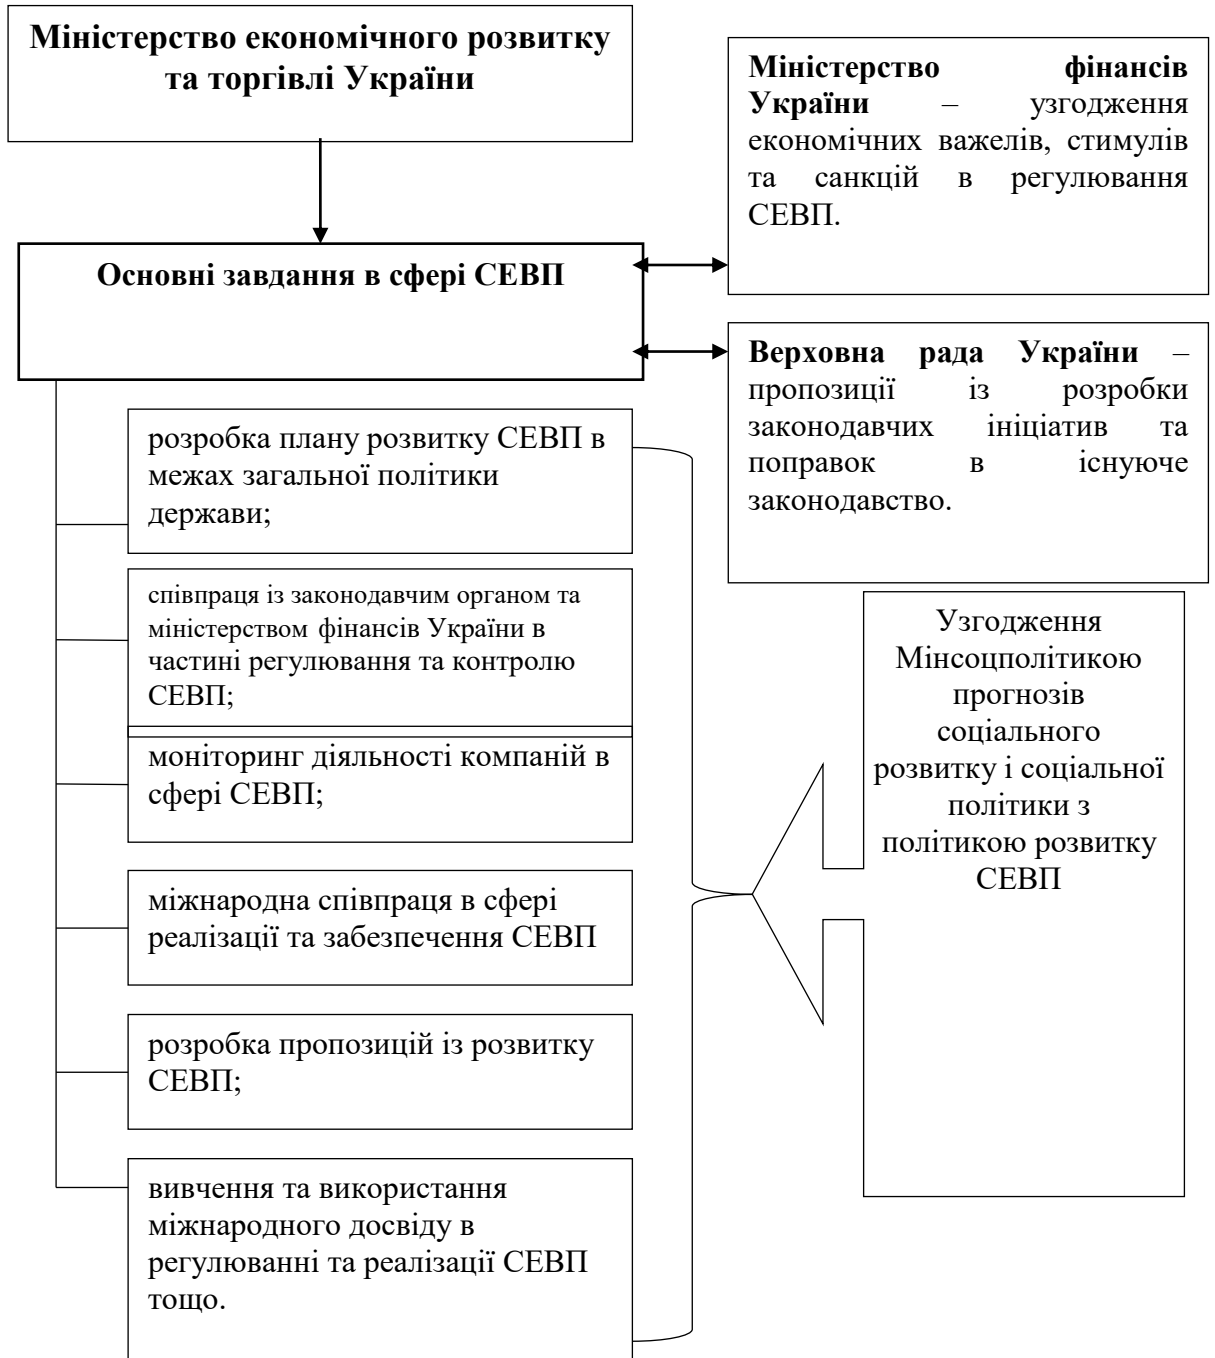 Міністерство економічного розвитку
та торгівлі України
Міністерство фінансів
України – узгодження
економічних важелів, стимулів
та санкцій в регулювання
СЕВП.
Основні завдання в сфері СЕВП
Верховна рада України –
пропозиції із розробки
законодавчих ініціатив та
поправок в існуюче
законодавство.
розробка плану розвитку СЕВП в
межах загальної політики
держави;
співпраця із законодавчим органом та
міністерством фінансів України в
частині регулювання та контролю
СЕВП;
моніторинг діяльності компаній в
сфері СЕВП;
міжнародна співпраця в сфері
реалізації та забезпечення СЕВП
розробка пропозицій із розвитку
СЕВП;
вивчення та використання
міжнародного досвіду в
регулюванні та реалізації СЕВП
тощо.
Узгодження
Мінсоцполітикою
прогнозів
соціального
розвитку і соціальної
політики з
політикою розвитку
СЕВП